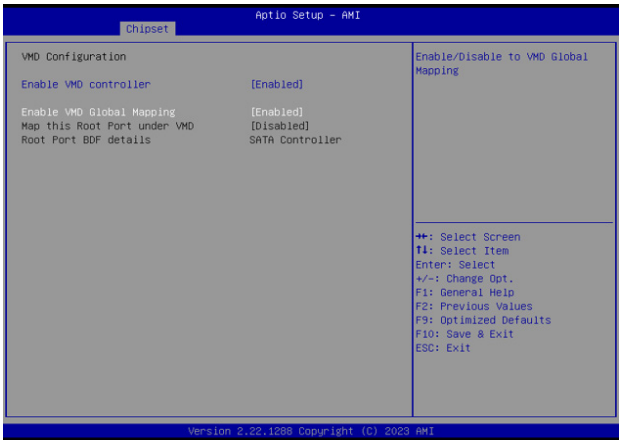 Aptio Setup – AMI
Chipset
VMD Configuration
Enable VMD controller [Enabled]
Enable VMD Global Mapping [Enabled]
Map this Root Port under VMD [Disabled]
Root Port BDF details SATA Controller
Enable/Disable to VMD Global
Mapping
→←: Select Screen
↑↓: Select Item
Enter: Select
+/-: Change Opt.
F1: General Help
F2: Previous Values
F9: Optimized Defaults
F10: Save & Exit
ESC: Exit
Version 2.22.1288 Copyright (C) 2023 AMI